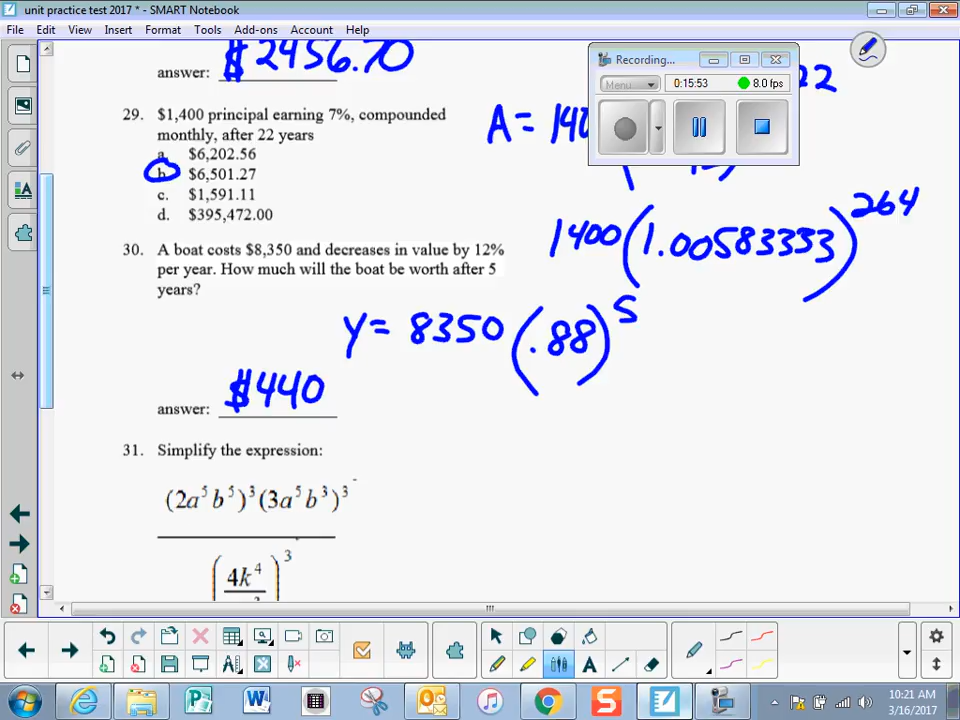 unit practice test 2017 * - SMART Notebook
File Edit View Insert Format Tools Add-ons Account Help
Recording...
Menu 0:15:53 8.0 fps
answer: $2456.70
22
29. $1,400 principal earning 7%, compounded
monthly, after 22 years
a. $6,202.56
b. $6,501.27
c. $1,591.11
d. $395,472.00
A = 140
1400(1.00583333)^264
30. A boat costs $8,350 and decreases in value by 12%
per year. How much will the boat be worth after 5
years?
y = 8350(.88)^5
answer: $440
31. Simplify the expression:
(2a^5 b^5)^3 (3a^5 b^3)^3
(4k^4)^3
10:21 AM
3/16/2017